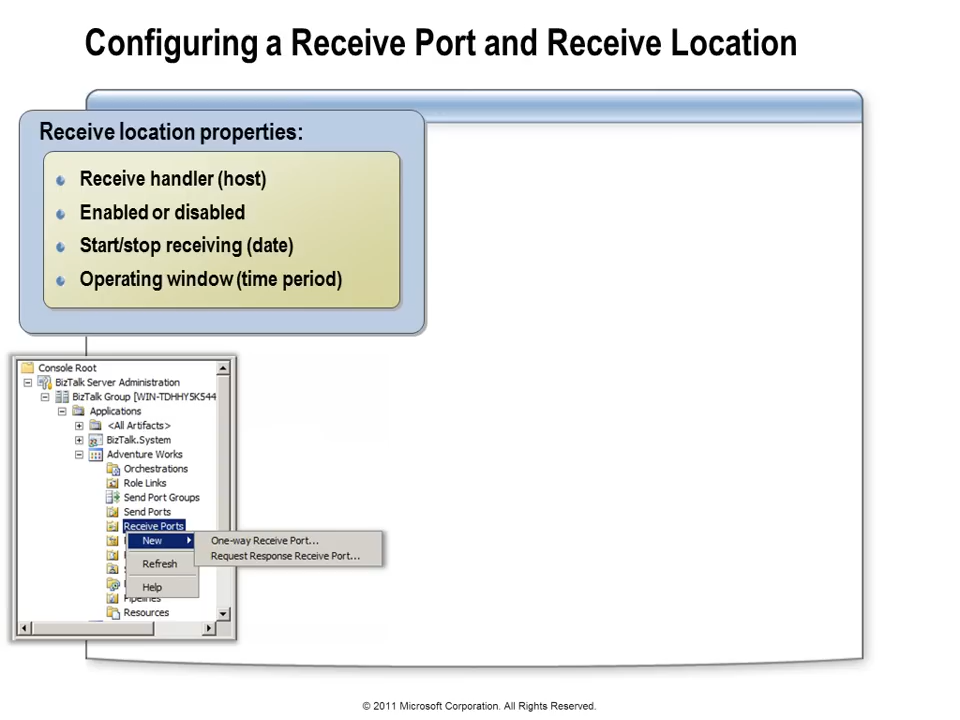 Configuring a Receive Port and Receive Location
Receive location properties:
Receive handler (host)
Enabled or disabled
Start/stop receiving (date)
Operating window (time period)
Console Root
BizTalk Server Administration
BizTalk Group [WIN-TDHHY5K544
Applications
<All Artifacts>
BizTalk.System
Adventure Works
Orchestrations
Role Links
Send Port Groups
Send Ports
Receive Ports
New
One-way Receive Port...
Request Response Receive Port...
Refresh
Help
Pipelines
Resources
© 2011 Microsoft Corporation. All Rights Reserved.